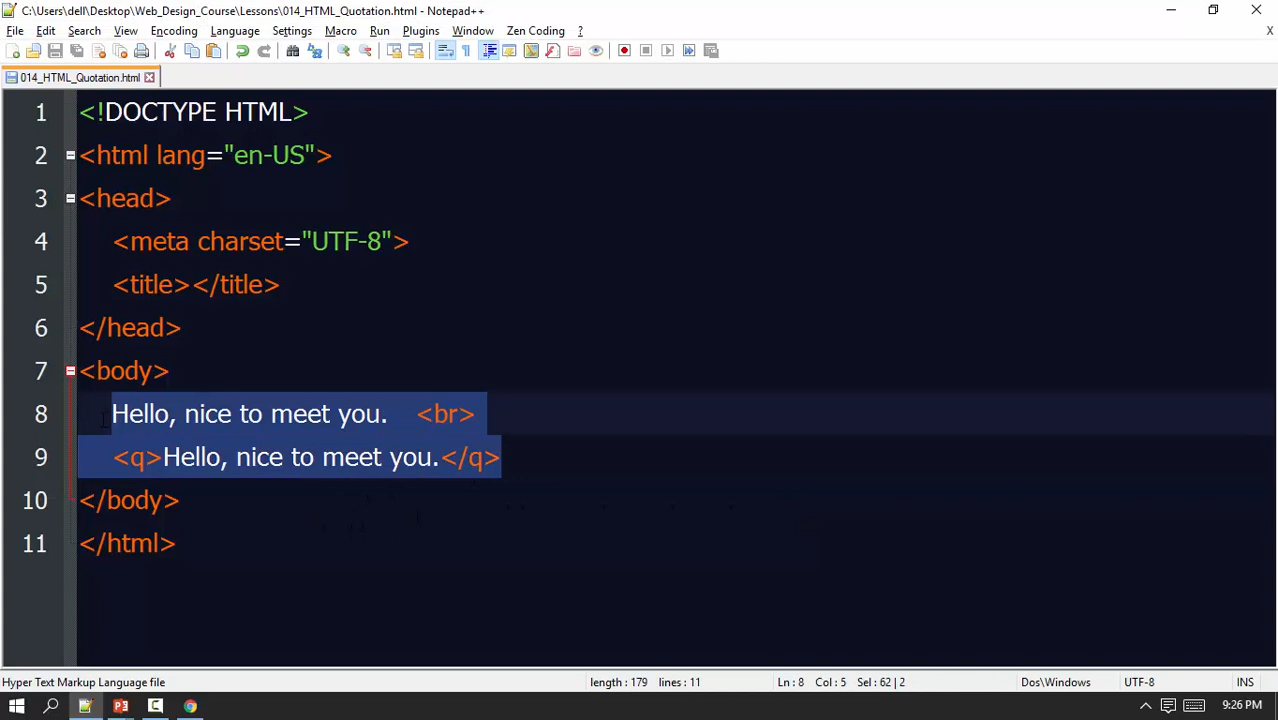 C:\Users\dell\Desktop\Web_Design_Course\Lessons\014_HTML_Quotation.html - Notepad++
File Edit Search View Encoding Language Settings Macro Run Plugins Window Zen Coding ? X
014_HTML_Quotation.html
1 <!DOCTYPE HTML>
2 <html lang="en-US">
3 <head>
4 <meta charset="UTF-8">
5 <title></title>
6 </head>
7 <body>
8 Hello, nice to meet you. <br>
9 <q>Hello, nice to meet you.</q>
10 </body>
11 </html>
Hyper Text Markup Language file length : 179 lines : 11 Ln : 8 Col : 5 Sel : 62 | 2 Dos\Windows UTF-8 INS
9:26 PM